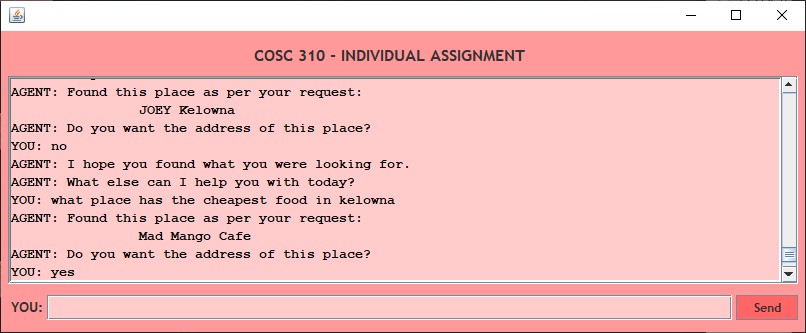 COSC 310 - INDIVIDUAL ASSIGNMENT
AGENT: Found this place as per your request:
JOEY Kelowna
AGENT: Do you want the address of this place?
YOU: no
AGENT: I hope you found what you were looking for.
AGENT: What else can I help you with today?
YOU: what place has the cheapest food in kelowna
AGENT: Found this place as per your request:
Mad Mango Cafe
AGENT: Do you want the address of this place?
YOU: yes
YOU:
Send